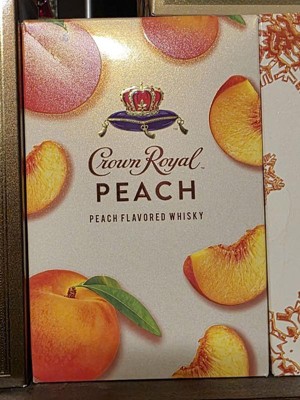 Crown Royal
PEACH
PEACH FLAVORED WHISKY